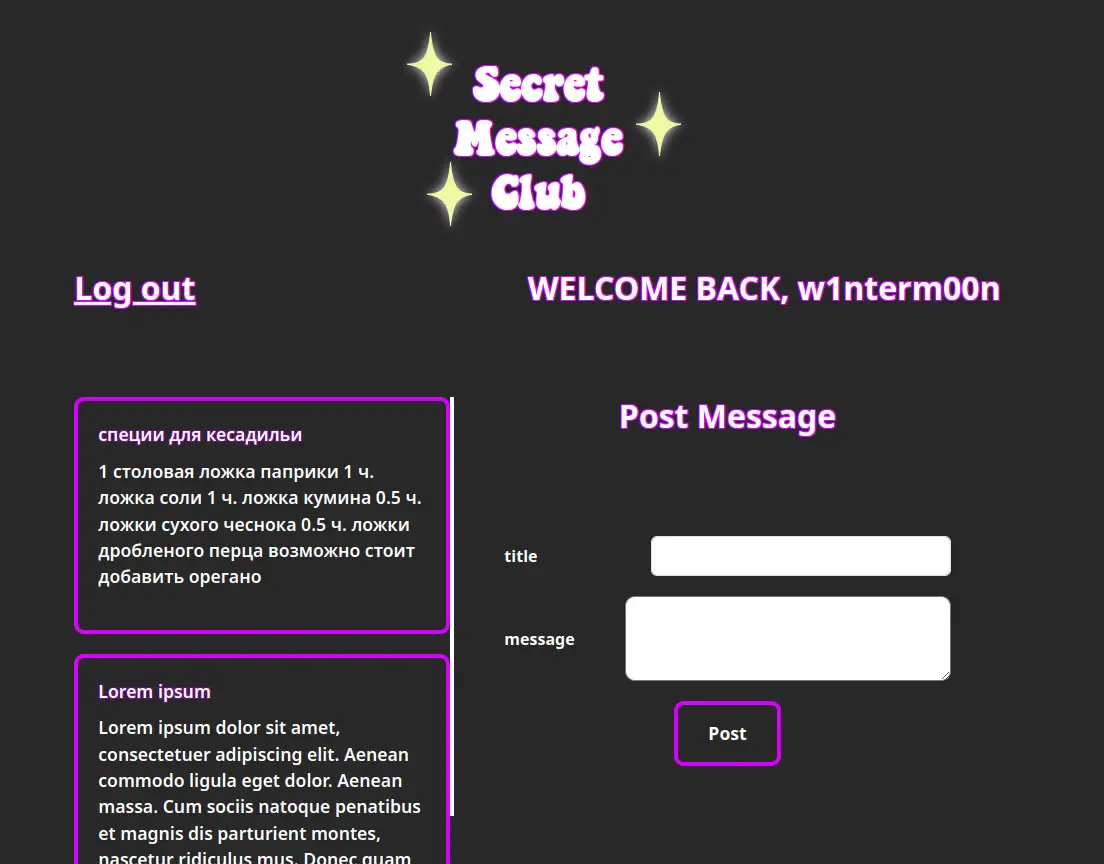 Secret
Message
Club
Log out
WELCOME BACK, w1nterm00n
специи для кесадильи
1 столовая ложка паприки 1 ч.
ложка соли 1 ч. ложка кумина 0.5 ч.
ложки сухого чеснока 0.5 ч. ложки
дробленого перца возможно стоит
добавить орегано
Lorem ipsum
Lorem ipsum dolor sit amet,
consectetuer adipiscing elit. Aenean
commodo ligula eget dolor. Aenean
massa. Cum sociis natoque penatibus
et magnis dis parturient montes,
nascetur ridiculus mus. Donec quam
Post Message
title
message
Post